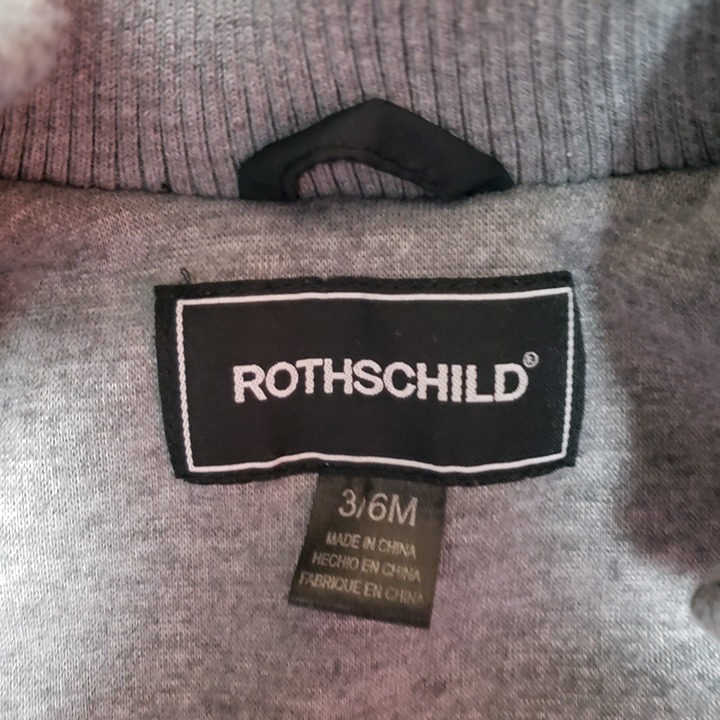 ROTHSCHILD®
3/6M
MADE IN CHINA
HECHO EN CHINA
FABRIQUE EN CHINA